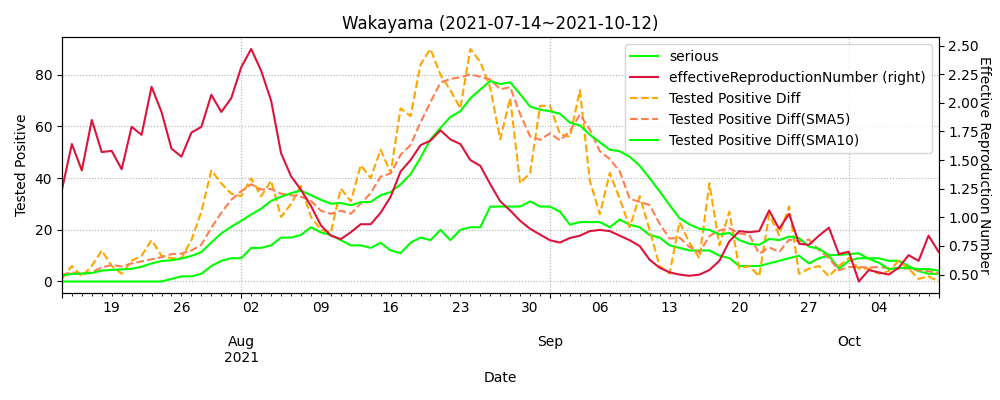 Wakayama (2021-07-14~2021-10-12)
serious
effectiveReproductionNumber (right)
Tested Positive Diff
Tested Positive Diff(SMA5)
Tested Positive Diff(SMA10)
Tested Positive
80
60
40
20
0
2.50
2.25
2.00
1.75
1.50
1.25
1.00
0.75
0.50
Effective Reproduction Number
19 26 02 09 16 23 30 06 13 20 27 04
Aug Sep Oct
2021
Date